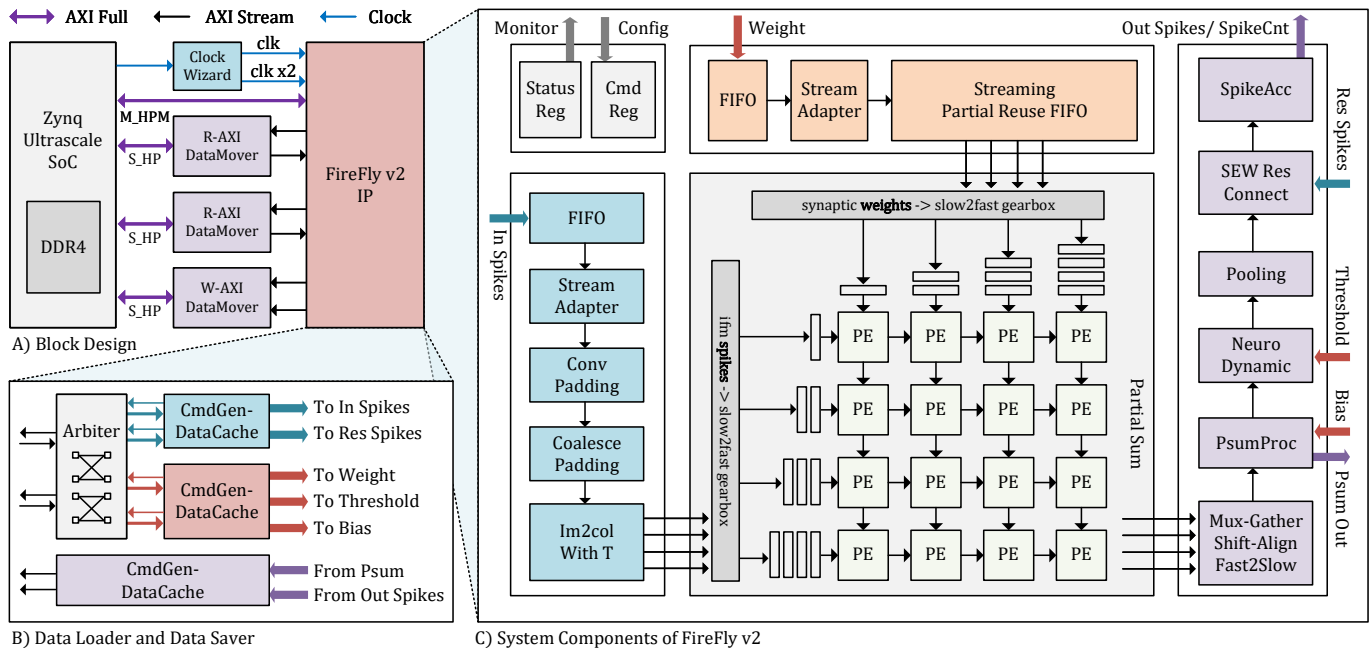 AXI Full
AXI Stream
Clock
Zynq
Ultrascale
SoC
DDR4
Clock
Wizard
clk
clk x2
M_HPM
S_HP
R-AXI
DataMover
S_HP
R-AXI
DataMover
S_HP
W-AXI
DataMover
FireFly v2
IP
A) Block Design
Arbiter
CmdGen-
DataCache
To In Spikes
To Res Spikes
CmdGen-
DataCache
To Weight
To Threshold
To Bias
CmdGen-
DataCache
From Psum
From Out Spikes
B) Data Loader and Data Saver
Monitor
Config
Status
Reg
Cmd
Reg
Weight
FIFO
Stream
Adapter
Streaming
Partial Reuse FIFO
In Spikes
FIFO
Stream
Adapter
Conv
Padding
Coalesce
Padding
Im2col
With T
synaptic weights -> slow2fast gearbox
ifm spikes -> slow2fast gearbox
PE PE PE PE
PE PE PE PE
PE PE PE PE
PE PE PE PE
Partial Sum
Out Spikes/ SpikeCnt
SpikeAcc
Res Spikes
SEW Res
Connect
Pooling
Threshold
Neuro
Dynamic
Bias
PsumProc
Psum Out
Mux-Gather
Shift-Align
Fast2Slow
C) System Components of FireFly v2